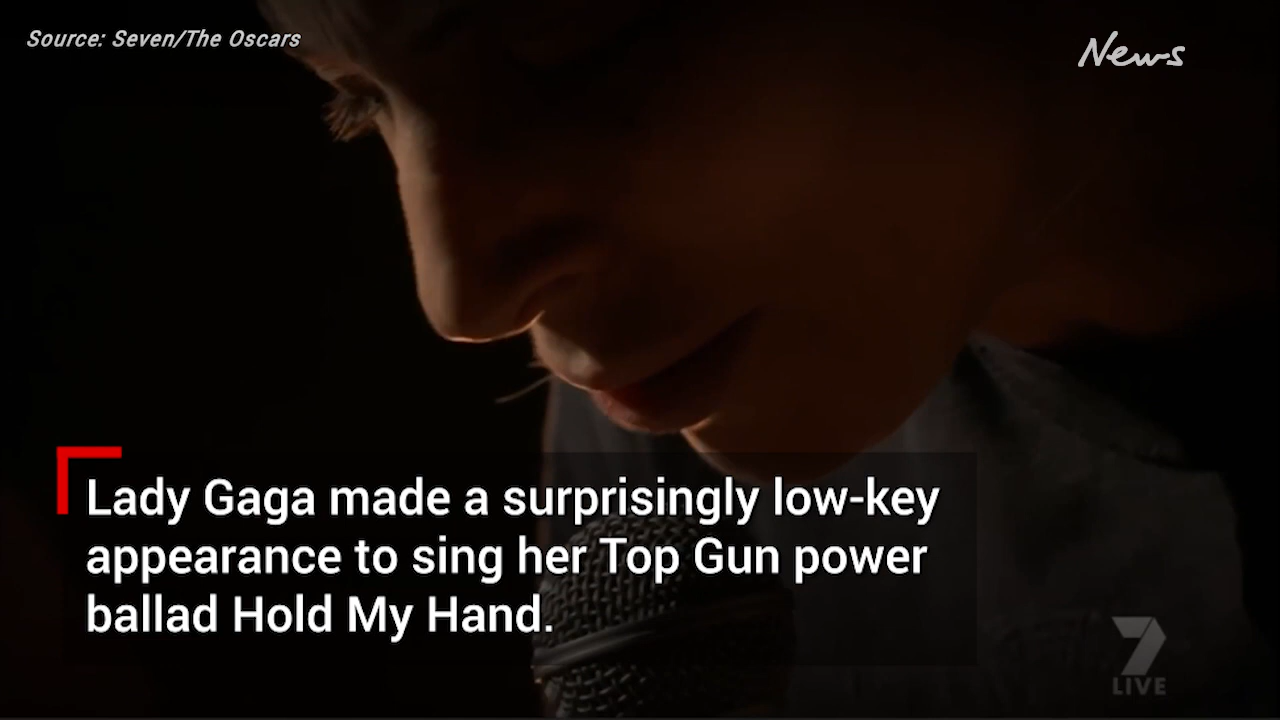 Source: Seven/The Oscars
News
Lady Gaga made a surprisingly low-key
appearance to sing her Top Gun power
ballad Hold My Hand.
7
LIVE